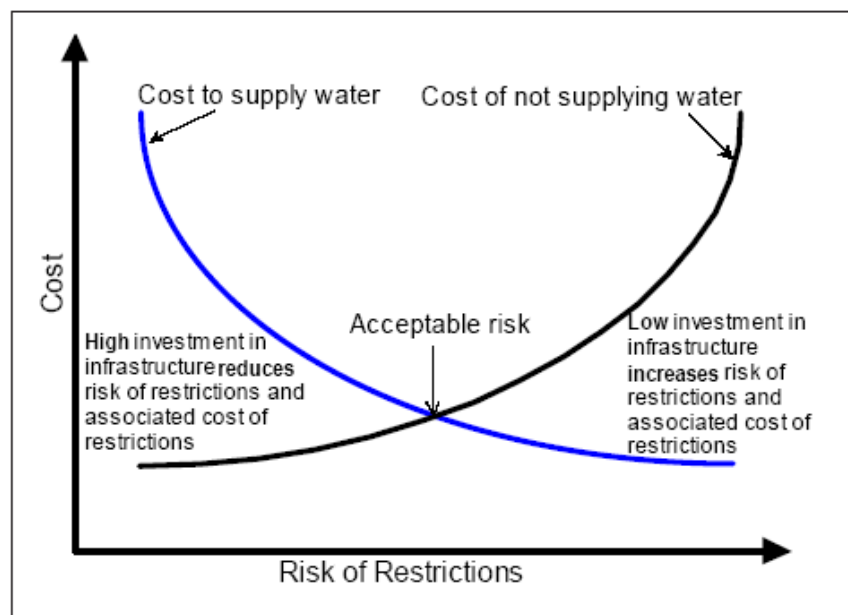 Cost to supply water
Cost of not supplying water
Cost
Acceptable risk
High investment in
infrastructure reduces
risk of restrictions and
associated cost of
restrictions
Low investment in
infrastructure
increases risk of
restrictions and
associated cost of
restrictions
Risk of Restrictions